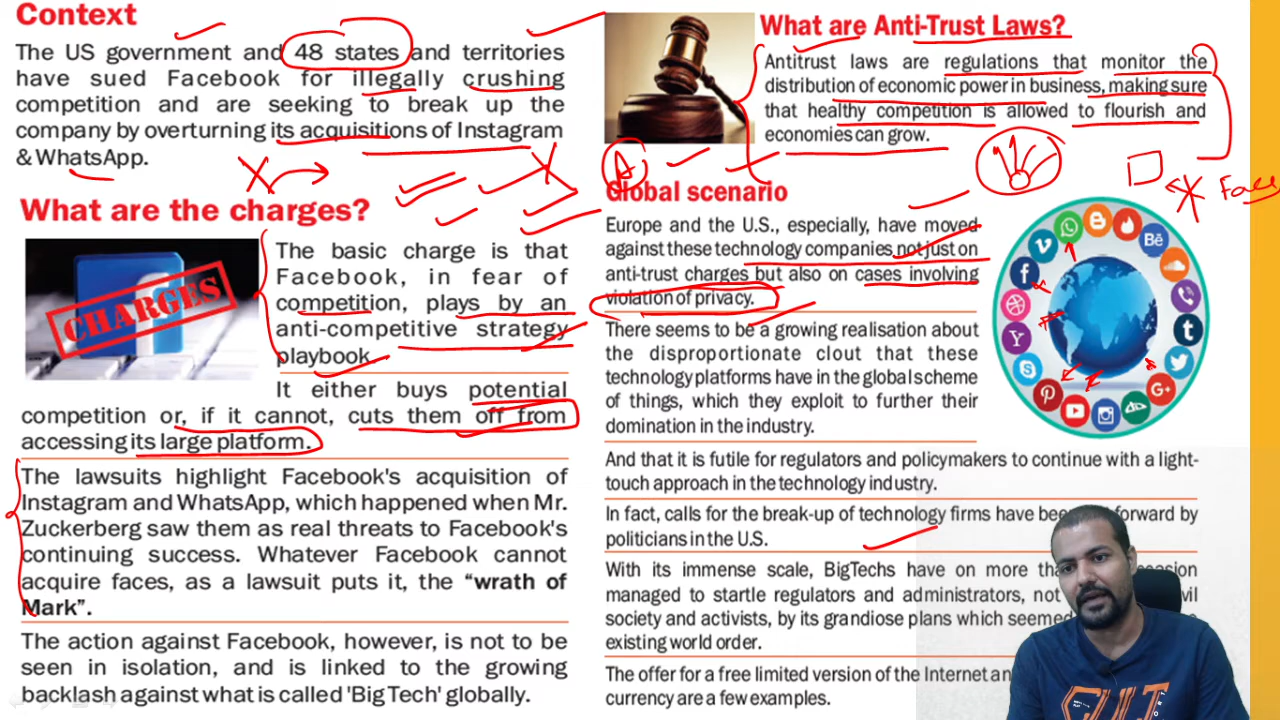 Context
The US government and 48 states and territories
have sued Facebook for illegally crushing
competition and are seeking to break up the
company by overturning its acquisitions of Instagram
& WhatsApp.
What are the charges?
CHARGES
The basic charge is that
Facebook, in fear of
competition, plays by an
anti-competitive strategy
playbook
It either buys potential
competition or, if it cannot, cuts them off from
accessing its large platform.
The lawsuits highlight Facebook's acquisition of
Instagram and WhatsApp, which happened when Mr.
Zuckerberg saw them as real threats to Facebook's
continuing success. Whatever Facebook cannot
acquire faces, as a lawsuit puts it, the “wrath of
Mark”.
The action against Facebook, however, is not to be
seen in isolation, and is linked to the growing
backlash against what is called 'Big Tech' globally.
What are Anti-Trust Laws?
Antitrust laws are regulations that monitor the
distribution of economic power in business, making sure
that healthy competition is allowed to flourish and
economies can grow.
A
Global scenario
Europe and the U.S., especially, have moved
against these technology companies not just on
anti-trust charges but also on cases involving
violation of privacy.
There seems to be a growing realisation about
the disproportionate clout that these
technology platforms have in the global scheme
of things, which they exploit to further their
domination in the industry.
And that it is futile for regulators and policymakers to continue with a light-
touch approach in the technology industry.
In fact, calls for the break-up of technology firms have been forward by
politicians in the U.S.
With its immense scale, BigTechs have on more
managed to startle regulators and administrators, not
society and activists, by its grandiose plans which seemed
existing world order.
The offer for a free limited version of the Internet
currency are a few examples.
CULT